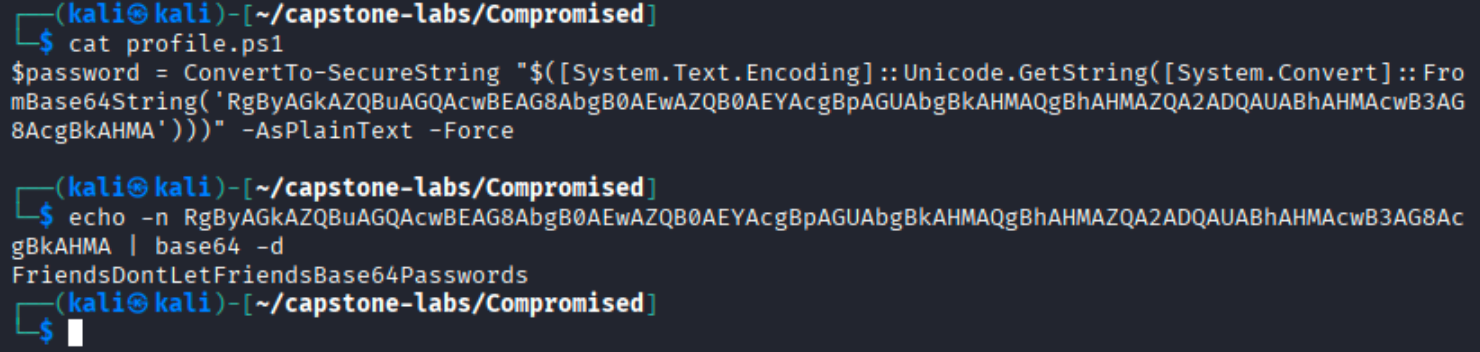 ┌──(kali㉿kali)-[~/capstone-labs/Compromised]
└─$ cat profile.ps1
$password = ConvertTo-SecureString "$([System.Text.Encoding]::Unicode.GetString([System.Convert]::Fro
mBase64String('RgByAGkAZQBuAGQAcwBEAG8AbgB0AEwAZQB0AEYAcgBpAGUAbgBkAHMAQgBhAHMAZQA2ADQAUABhAHMAcwB3AG
8AcgBkAHMA')))" -AsPlainText -Force
┌──(kali㉿kali)-[~/capstone-labs/Compromised]
└─$ echo -n RgByAGkAZQBuAGQAcwBEAG8AbgB0AEwAZQB0AEYAcgBpAGUAbgBkAHMAQgBhAHMAZQA2ADQAUABhAHMAcwB3AG8Ac
gBkAHMA | base64 -d
FriendsDontLetFriendsBase64Passwords
┌──(kali㉿kali)-[~/capstone-labs/Compromised]
└─$